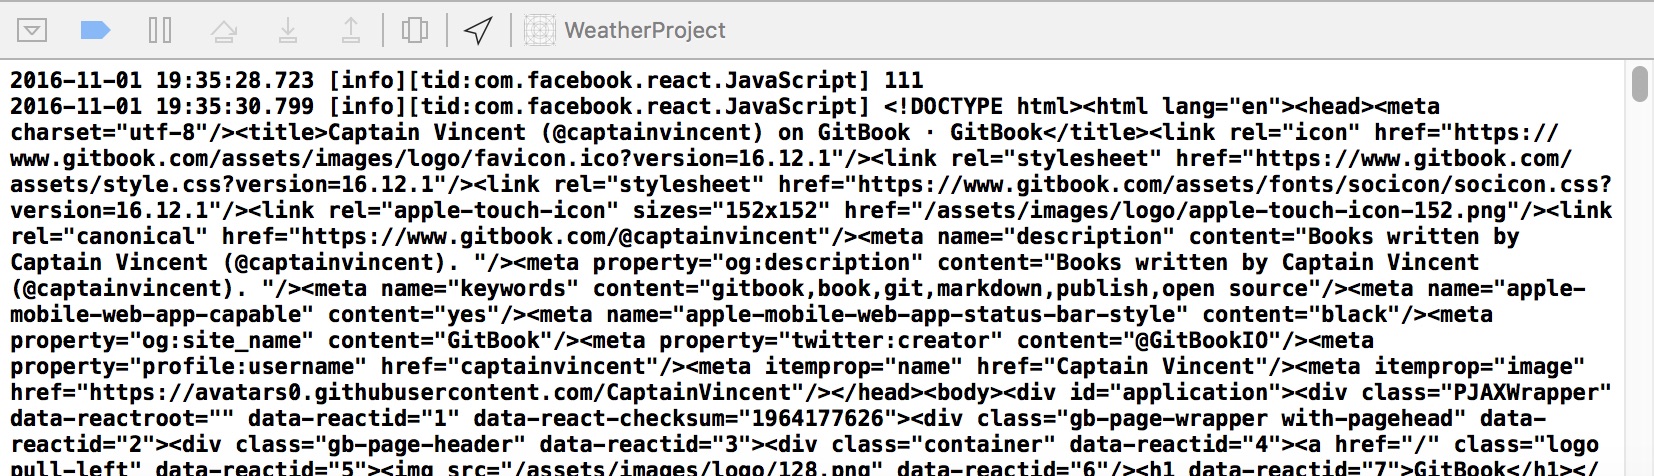 WeatherProject
2016-11-01 19:35:28.723 [info][tid:com.facebook.react.JavaScript] 111
2016-11-01 19:35:30.799 [info][tid:com.facebook.react.JavaScript] <!DOCTYPE html><html lang="en"><head><meta
charset="utf-8"/><title>Captain Vincent (@captainvincent) on GitBook · GitBook</title><link rel="icon" href="https://
www.gitbook.com/assets/images/logo/favicon.ico?version=16.12.1"/><link rel="stylesheet" href="https://www.gitbook.com/
assets/style.css?version=16.12.1"/><link rel="stylesheet" href="https://www.gitbook.com/assets/fonts/socicon/socicon.css?
version=16.12.1"/><link rel="apple-touch-icon" sizes="152x152" href="/assets/images/logo/apple-touch-icon-152.png"/><link
rel="canonical" href="https://www.gitbook.com/@captainvincent"/><meta name="description" content="Books written by
Captain Vincent (@captainvincent). "/><meta property="og:description" content="Books written by Captain Vincent
(@captainvincent). "/><meta name="keywords" content="gitbook,book,git,markdown,publish,open source"/><meta name="apple-
mobile-web-app-capable" content="yes"/><meta name="apple-mobile-web-app-status-bar-style" content="black"/><meta
property="og:site_name" content="GitBook"/><meta property="twitter:creator" content="@GitBookIO"/><meta
property="profile:username" href="captainvincent"/><meta itemprop="name" href="Captain Vincent"/><meta itemprop="image"
href="https://avatars0.githubusercontent.com/CaptainVincent"/></head><body><div id="application"><div class="PJAXWrapper"
data-reactroot="" data-reactid="1" data-react-checksum="1964177626"><div class="gb-page-wrapper with-pagehead" data-
reactid="2"><div class="gb-page-header" data-reactid="3"><div class="container" data-reactid="4"><a href="/" class="logo
pull-left" data-reactid="5"><img src="/assets/images/logo/128.png" data-reactid="6"/><h1 data-reactid="7">GitBook</h1></